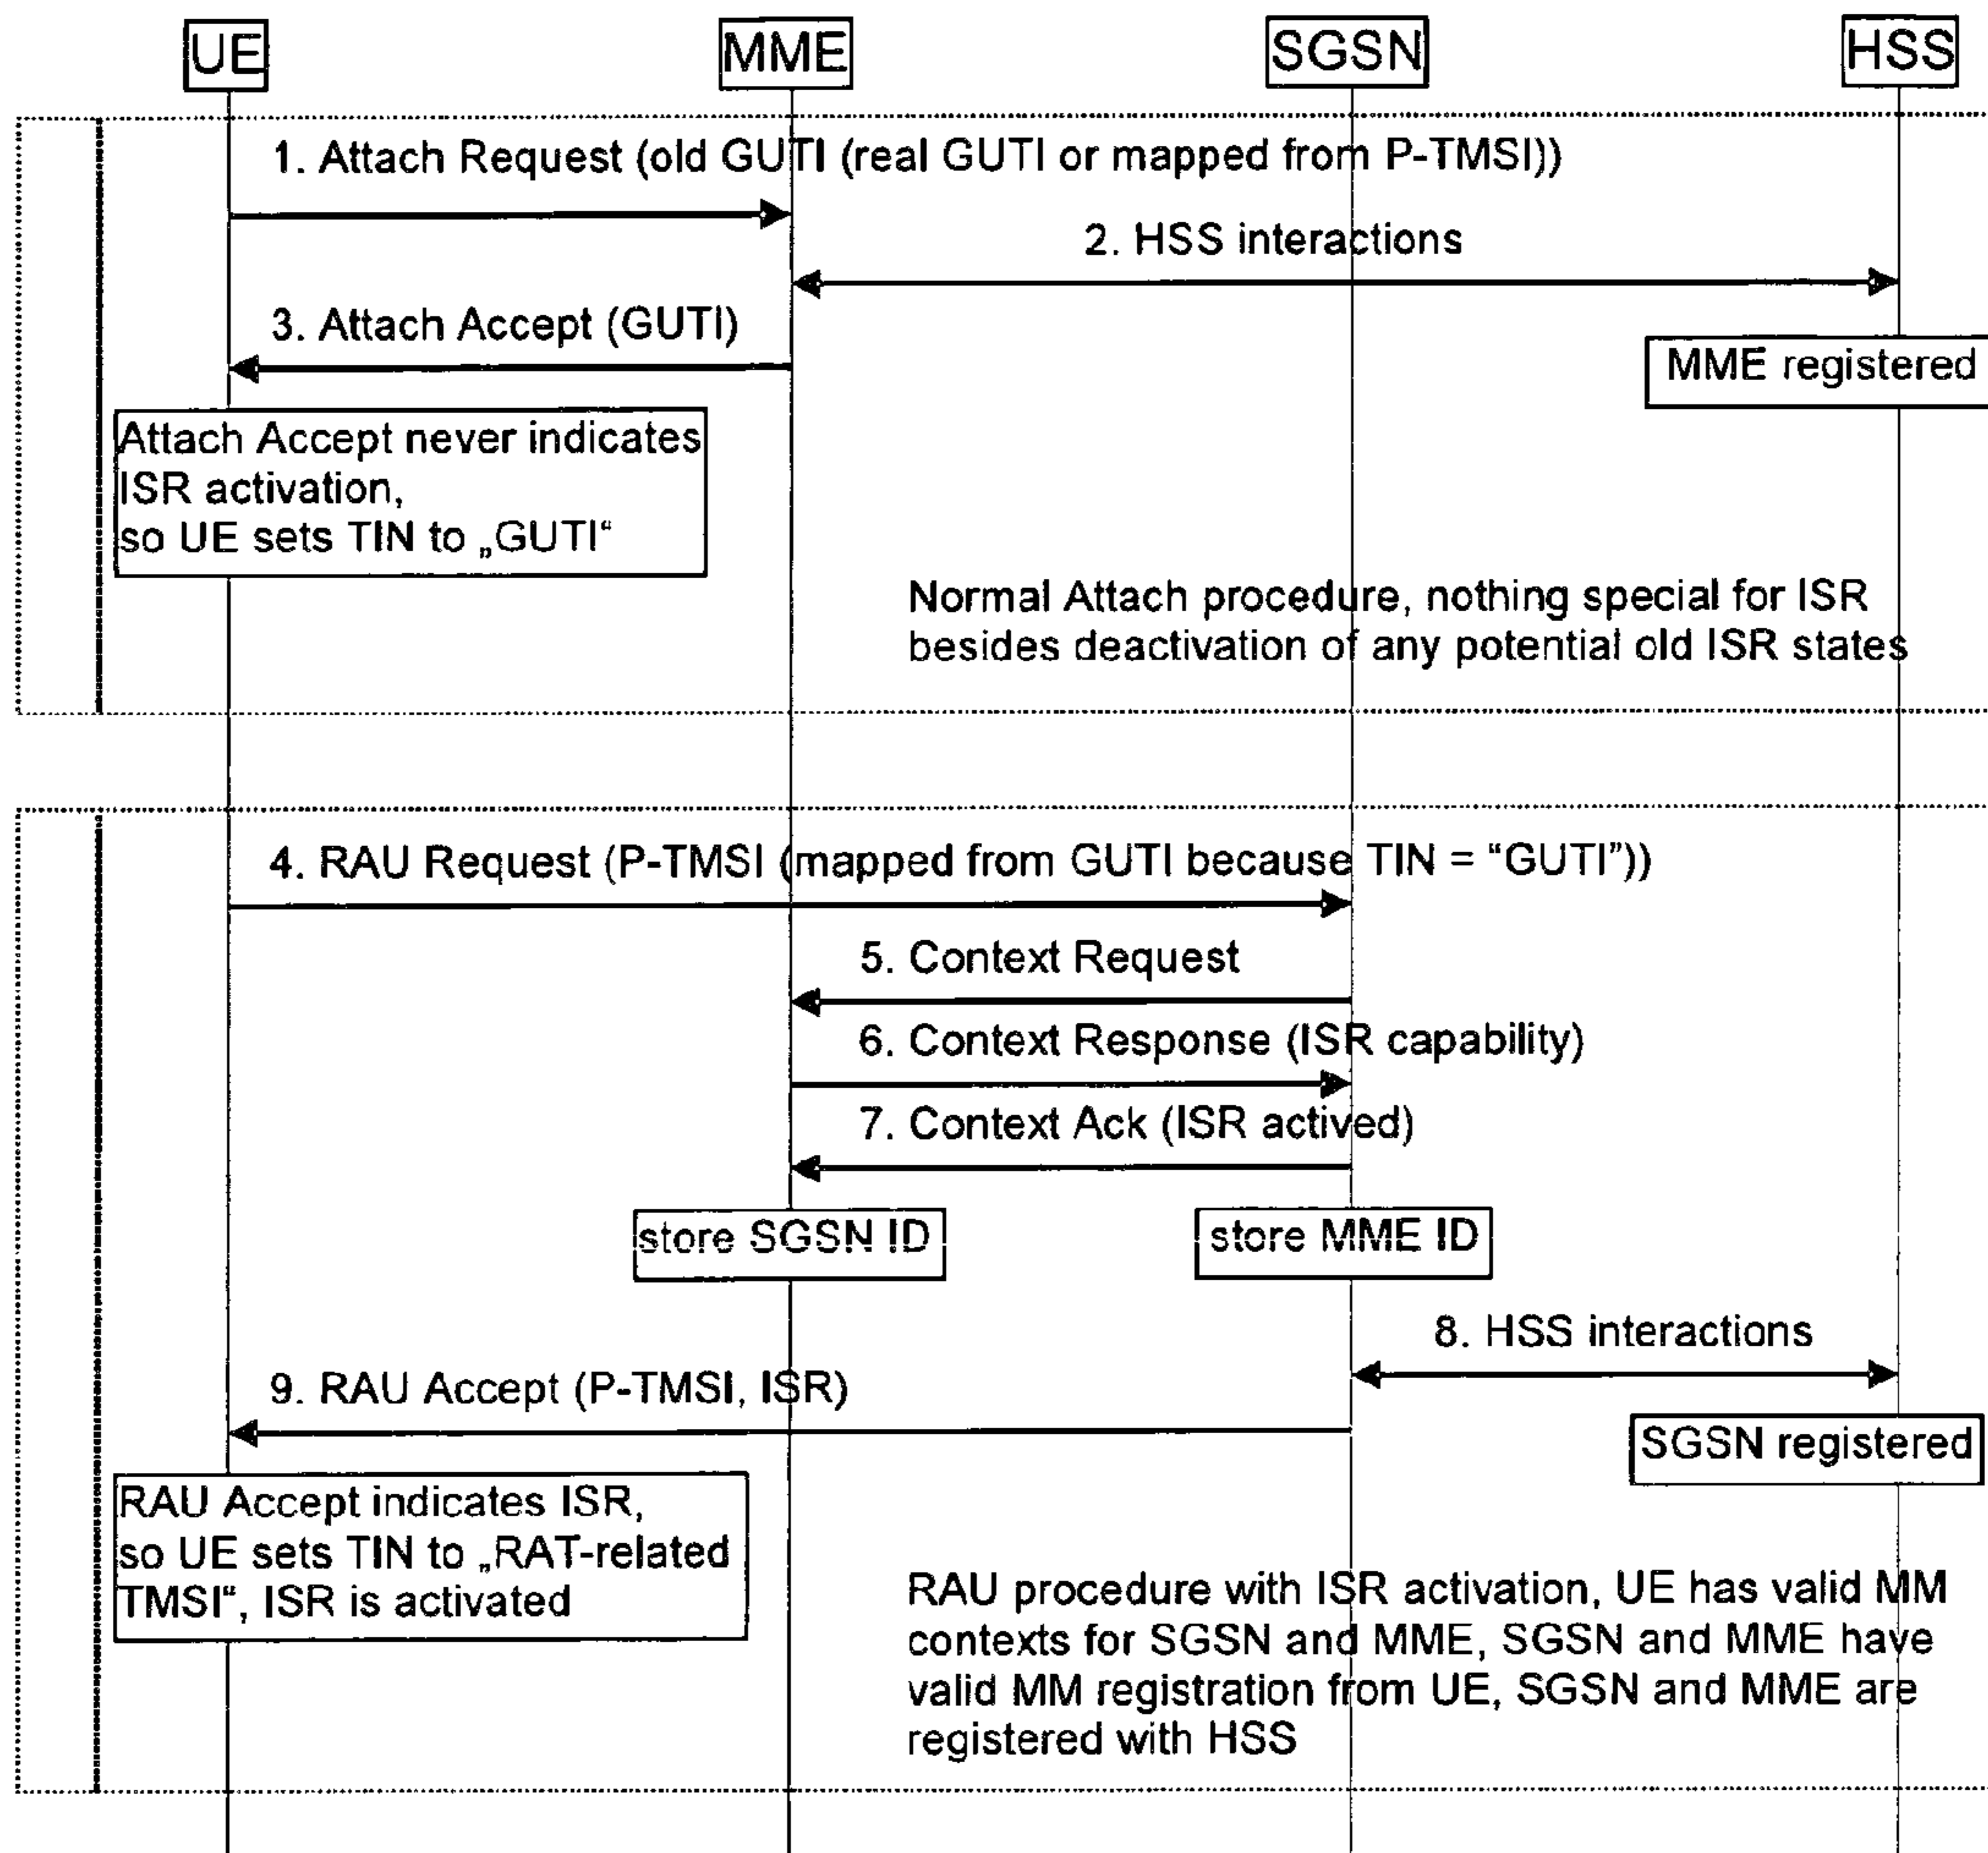 UE
MME
SGSN
HSS
1. Attach Request (old GUTI (real GUTI or mapped from P-TMSI))
2. HSS interactions
3. Attach Accept (GUTI)
MME registered
Attach Accept never indicates
ISR activation,
so UE sets TIN to „GUTI“
Normal Attach procedure, nothing special for ISR
besides deactivation of any potential old ISR states
4. RAU Request (P-TMSI (mapped from GUTI because TIN = “GUTI”))
5. Context Request
6. Context Response (ISR capability)
7. Context Ack (ISR actived)
store SGSN ID
store MME ID
8. HSS interactions
9. RAU Accept (P-TMSI, ISR)
SGSN registered
RAU Accept indicates ISR,
so UE sets TIN to „RAT-related
TMSI“, ISR is activated
RAU procedure with ISR activation, UE has valid MM
contexts for SGSN and MME, SGSN and MME have
valid MM registration from UE, SGSN and MME are
registered with HSS